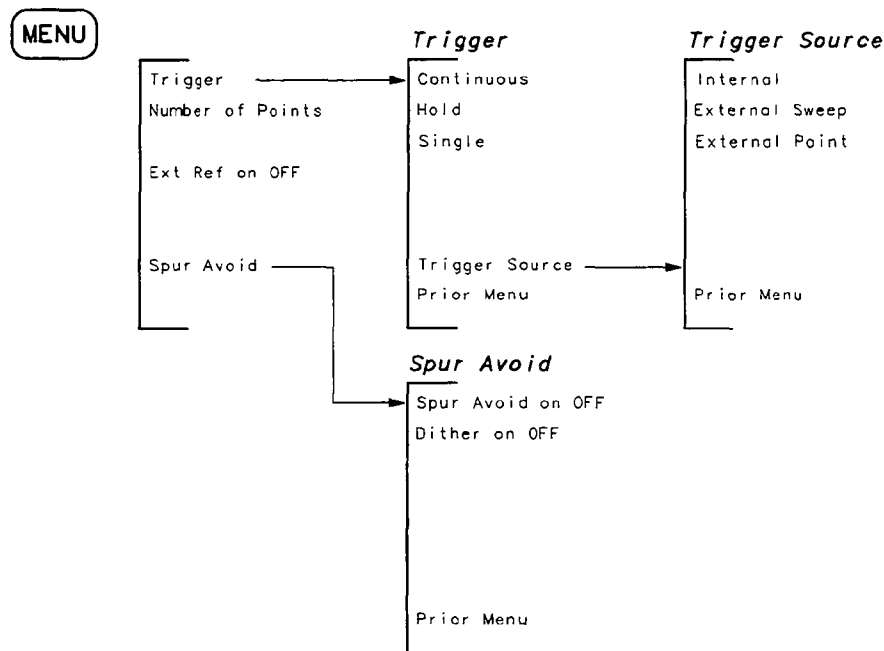 MENU
Trigger
Number of Points
Ext Ref on OFF
Spur Avoid
Trigger
Continuous
Hold
Single
Trigger Source
Prior Menu
Trigger Source
Internal
External Sweep
External Point
Prior Menu
Spur Avoid
Spur Avoid on OFF
Dither on OFF
Prior Menu